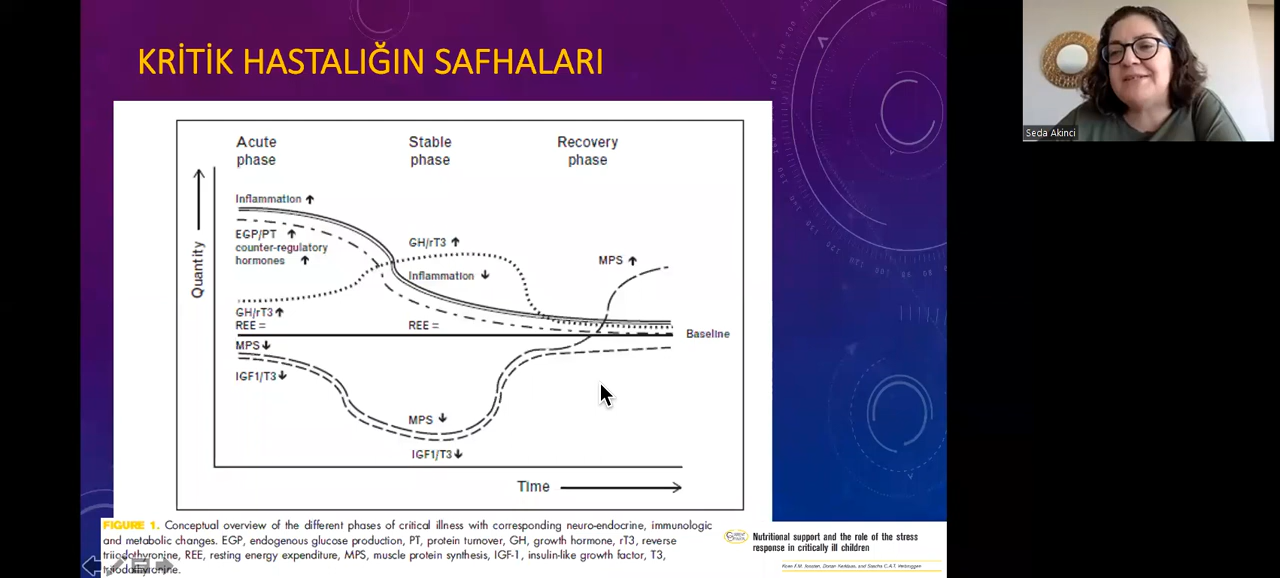 KRİTİK HASTALIĞIN SAFHALARI
Seda Akinci
Acute
phase
Stable
phase
Recovery
phase
Quantity
Inflammation ↑
EGP/PT ↑
counter-regulatory
hormones ↑
GH/rT3 ↑
MPS ↑
Inflammation ↓
GH/rT3 ↑
REE =
REE =
Baseline
MPS ↓
IGF1/T3 ↓
MPS ↓
IGF1/T3 ↓
Time
FIGURE 1. Conceptual overview of the different phases of critical illness with corresponding neuro-endocrine, immunologic
and metabolic changes. EGP, endogenous glucose production, PT, protein turnover, GH, growth hormone, rT3, reverse
triiodothyronine, REE, resting energy expenditure, MPS, muscle protein synthesis, IGF-1, insulin-like growth factor, T3,
triiodothyronine.
Nutritional support and the role of the stress
response in critically ill children